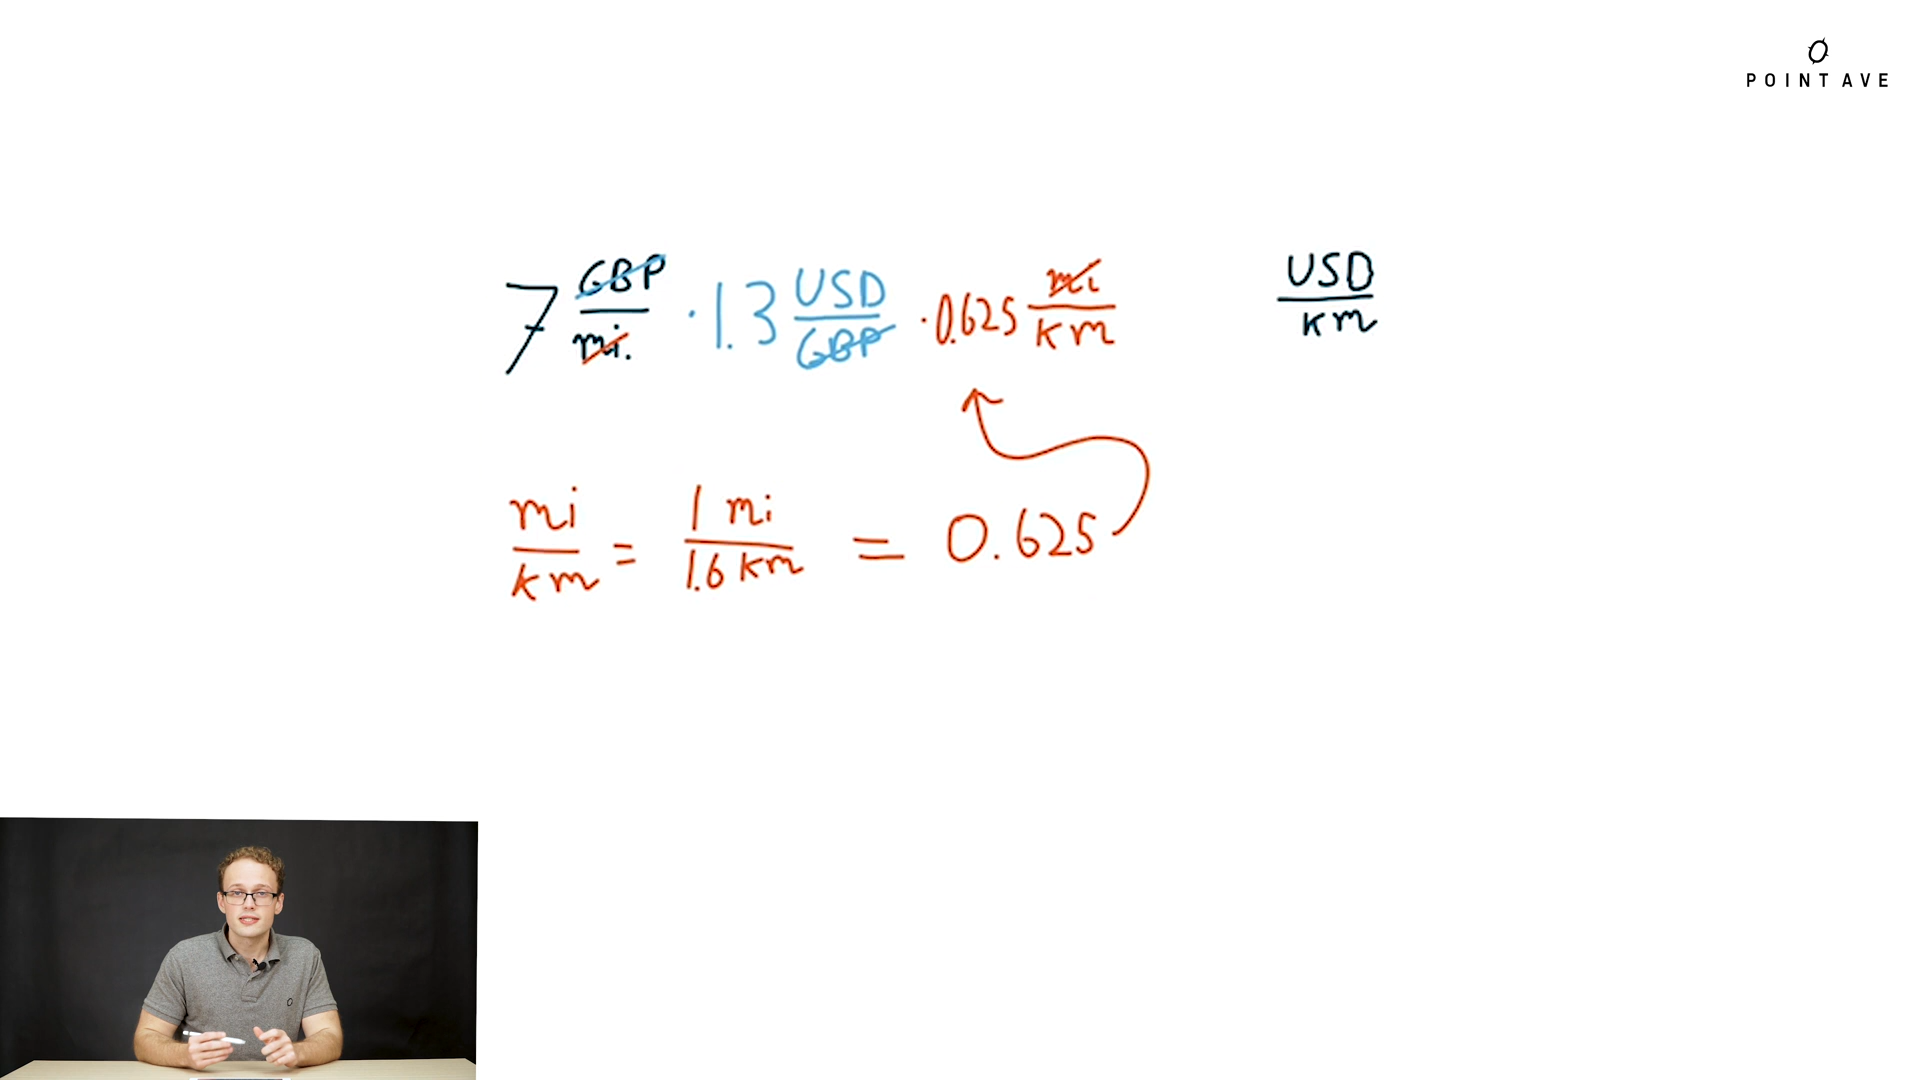 POINT AVE
7 GBP/mi. · 1.3 USD/GBP · 0.625 mi/km USD/km
mi/km = 1 mi/1.6 km = 0.625